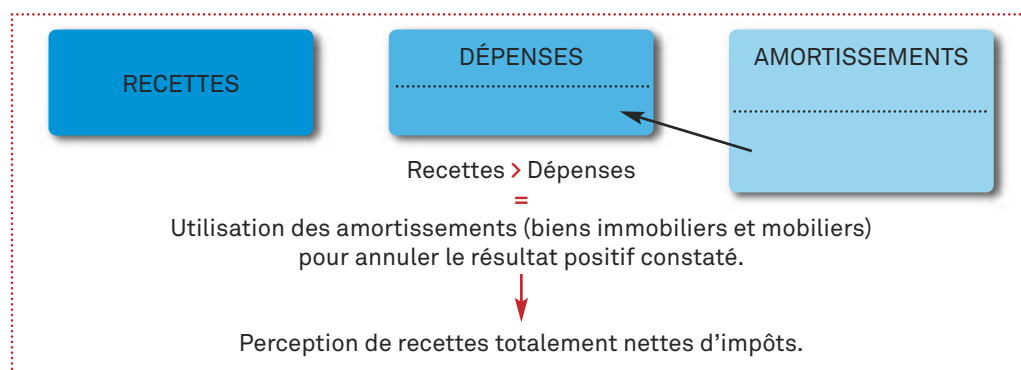 RECETTES
DÉPENSES
AMORTISSEMENTS
Recettes > Dépenses
=
Utilisation des amortissements (biens immobiliers et mobiliers)
pour annuler le résultat positif constaté.
Perception de recettes totalement nettes d’impôts.